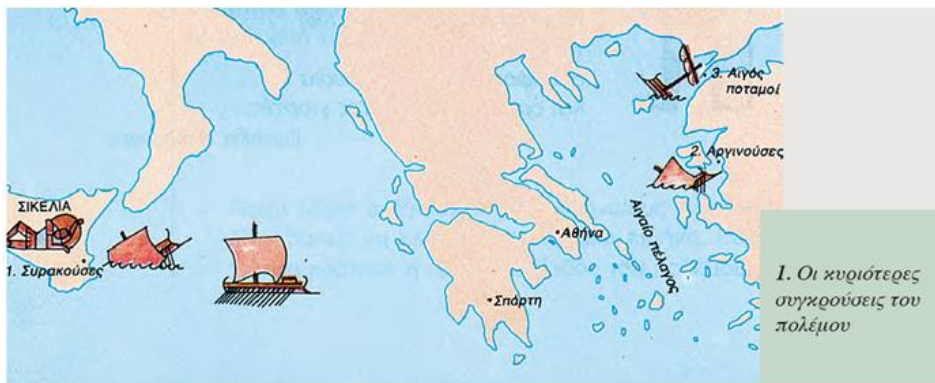 3. Αιγός
ποταμοί
2. Αργινούσες
ΣΙΚΕΛΙΑ
1. Συρακούσες
Αθήνα
Αιγαίο πέλαγος
Σπάρτη
1. Οι κυριότερες
συγκρούσεις του
πολέμου